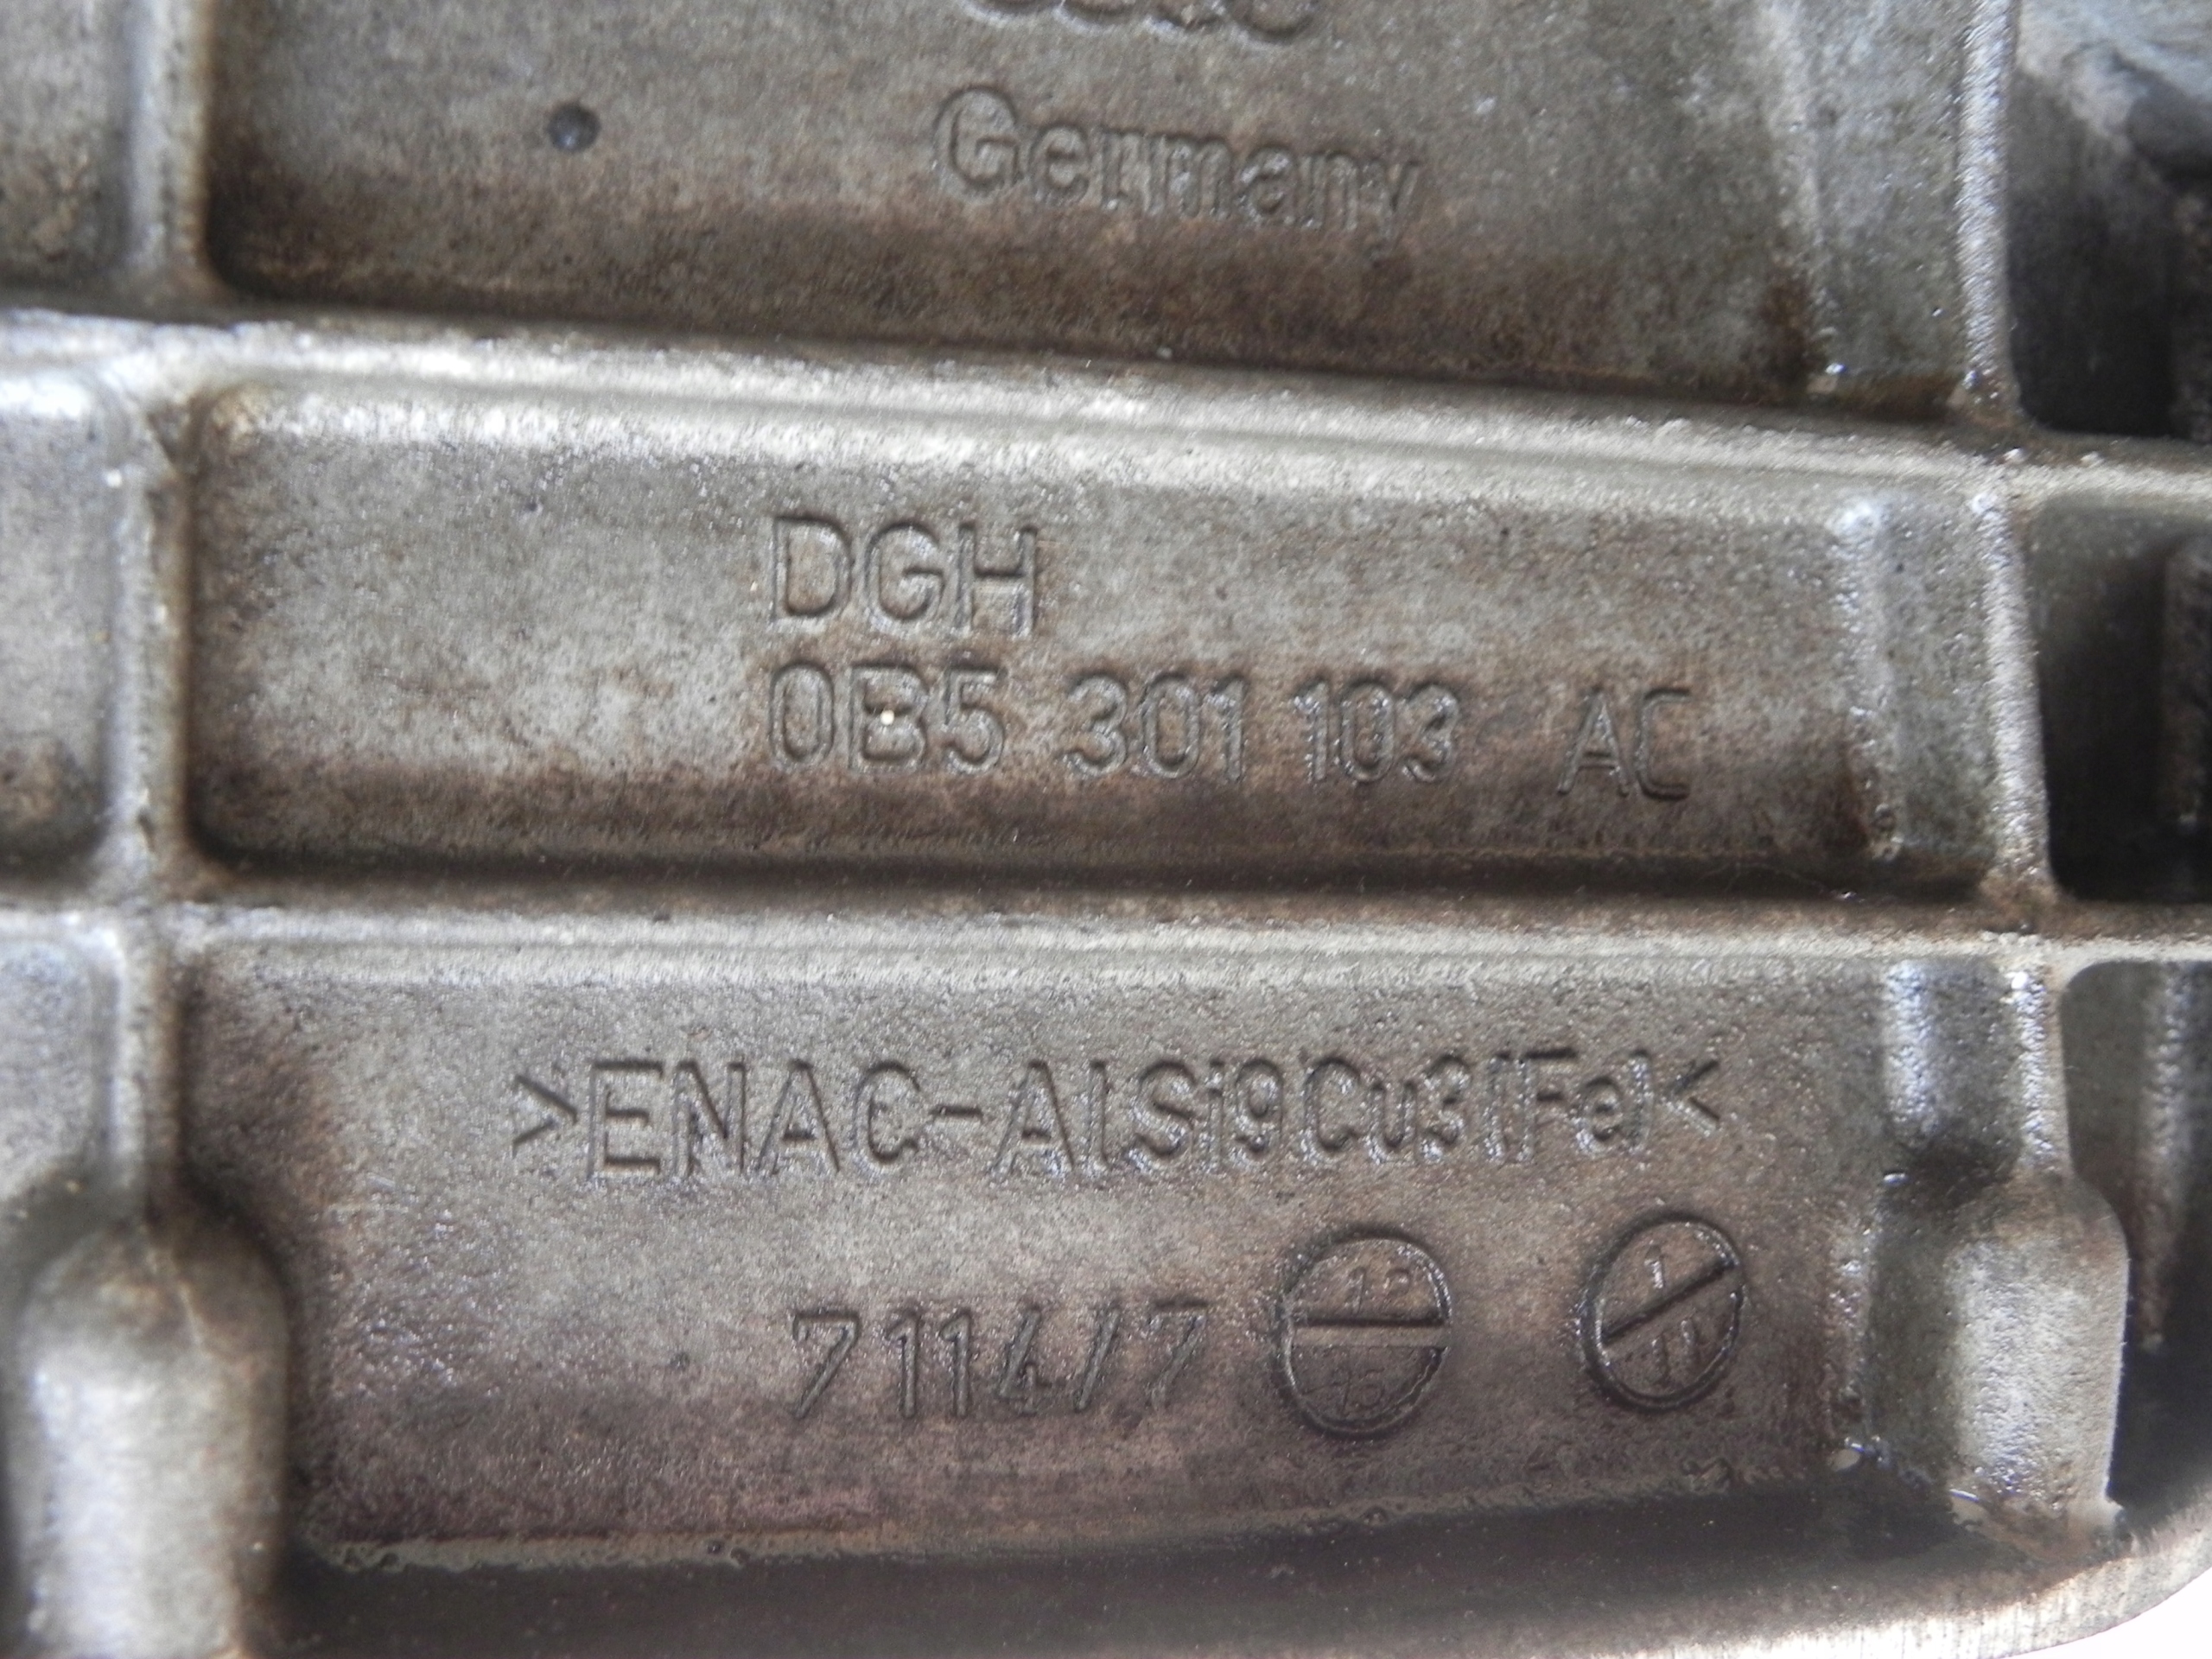 Germany
DGH
0B5 301 103 AC
>ENAC-AlSi9Cu3(Fe)<
7114/7